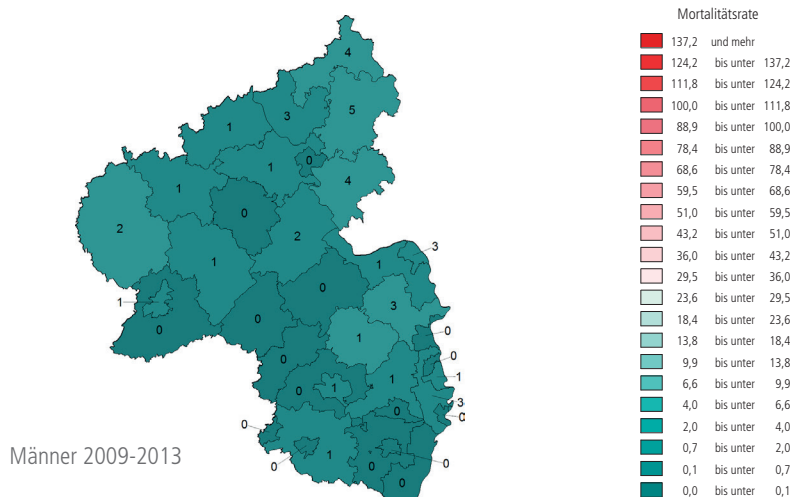 Mortalitätsrate
137,2 und mehr
124,2 bis unter 137,2
111,8 bis unter 124,2
100,0 bis unter 111,8
88,9 bis unter 100,0
78,4 bis unter 88,9
68,6 bis unter 78,4
59,5 bis unter 68,6
51,0 bis unter 59,5
43,2 bis unter 51,0
36,0 bis unter 43,2
29,5 bis unter 36,0
23,6 bis unter 29,5
18,4 bis unter 23,6
13,8 bis unter 18,4
9,9 bis unter 13,8
6,6 bis unter 9,9
4,0 bis unter 6,6
2,0 bis unter 4,0
0,7 bis unter 2,0
0,1 bis unter 0,7
0,0 bis unter 0,1
4
5
3
1
0
1
4
1
0
2
2
3
1
1
0
3
1
0
0
0
1
0
0
1
1
0
1
3
0
0
0
0
1
0
0
0
Männer 2009-2013